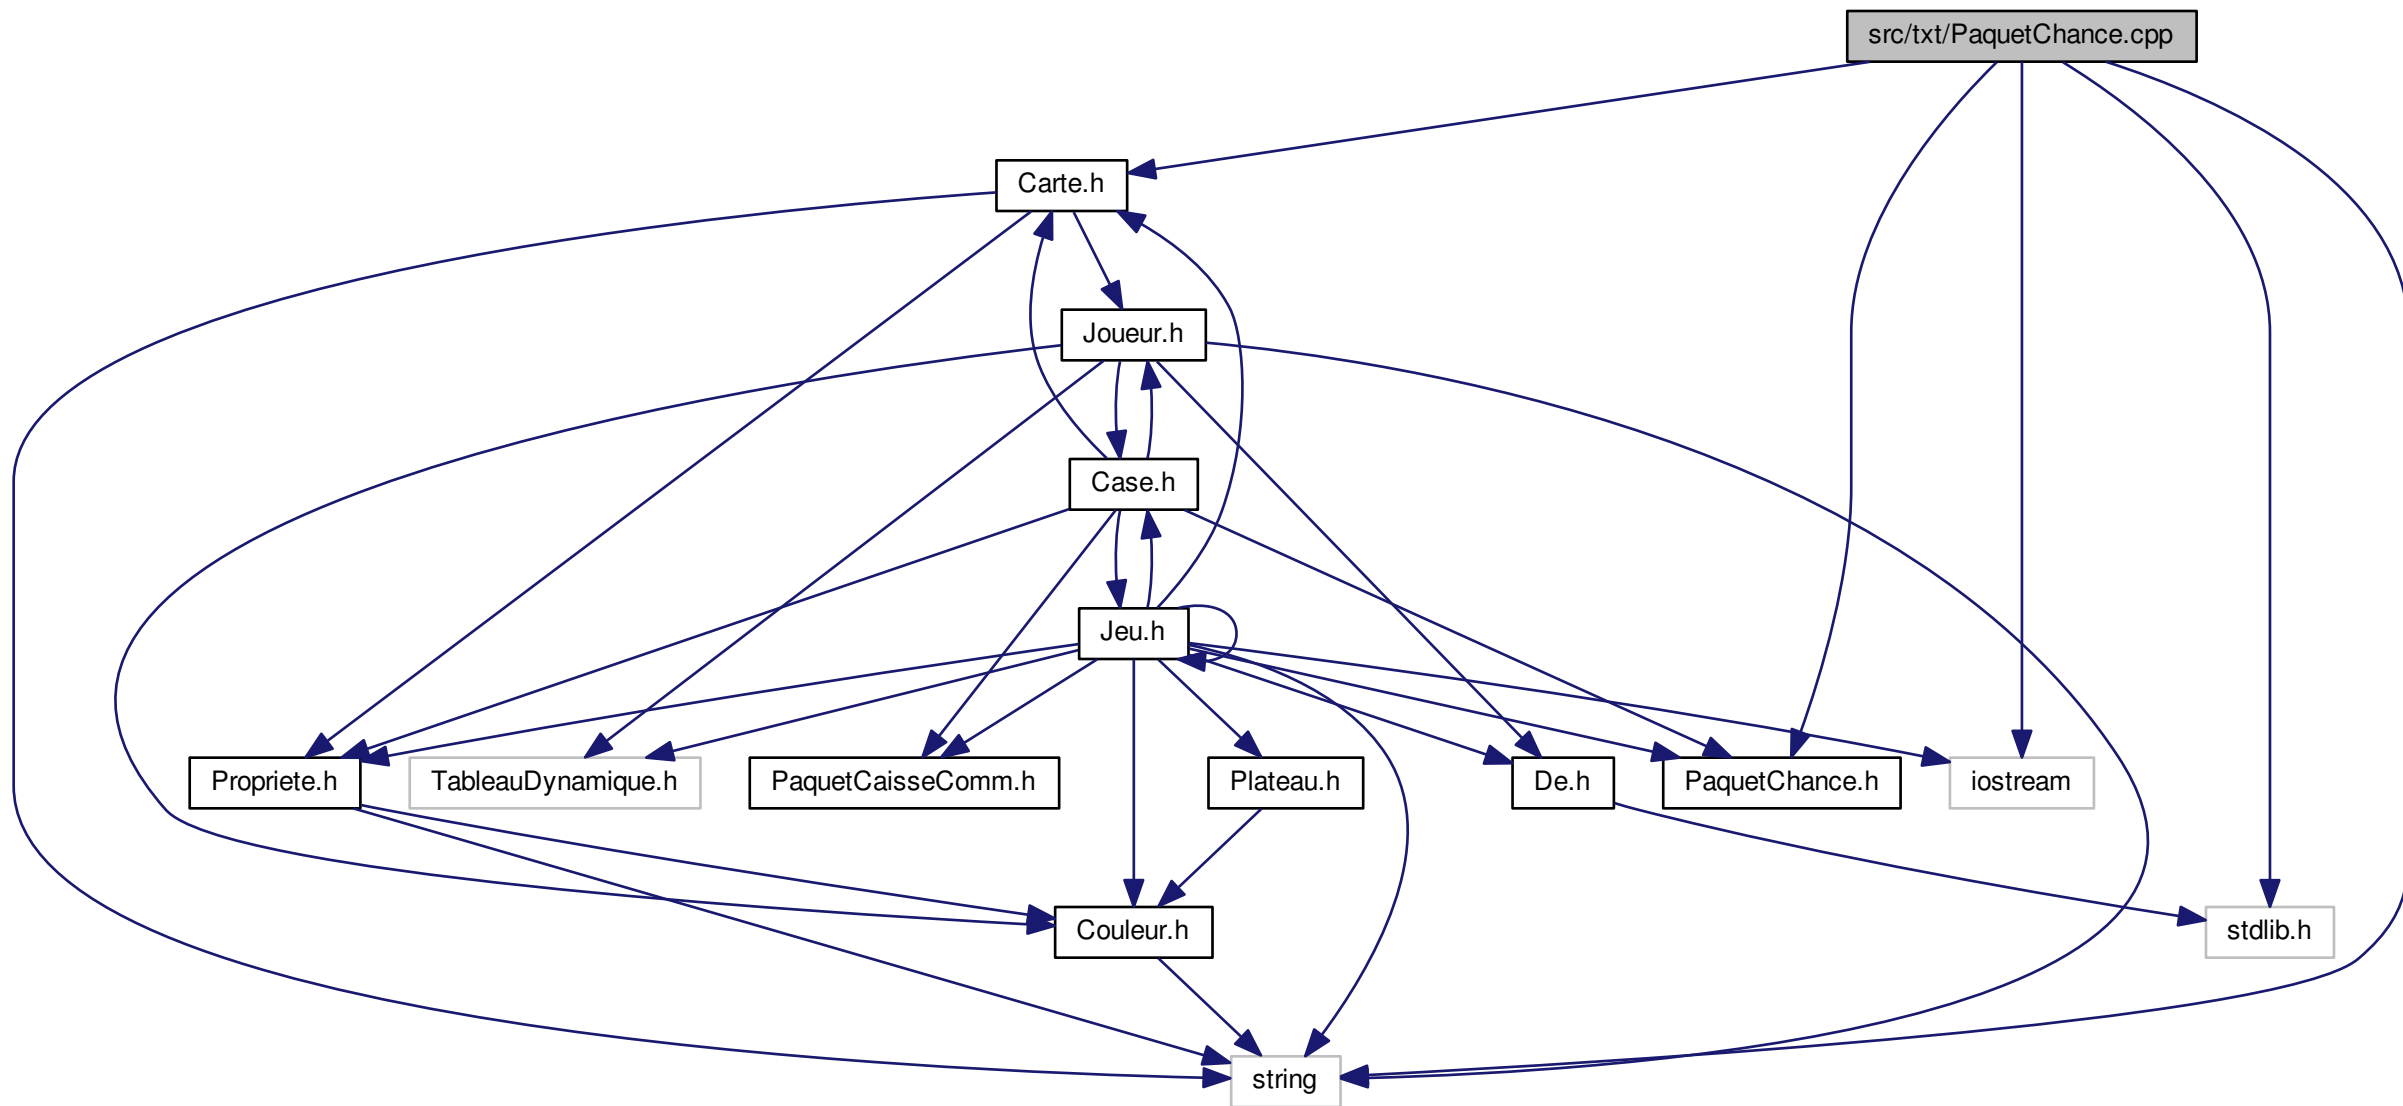 src/txt/PaquetChance.cpp
Carte.h
Joueur.h
Case.h
Jeu.h
Propriete.h
TableauDynamique.h
PaquetCaisseComm.h
Plateau.h
De.h
PaquetChance.h
iostream
Couleur.h
stdlib.h
string